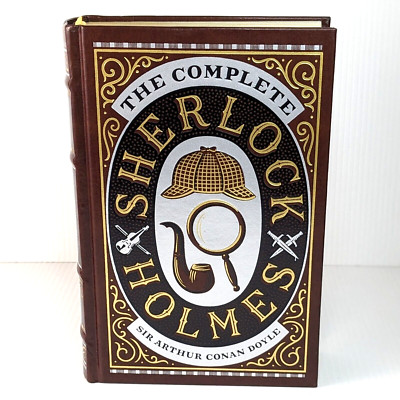 THE COMPLETE
SHERLOCK
HOLMES
SIR ARTHUR CONAN DOYLE